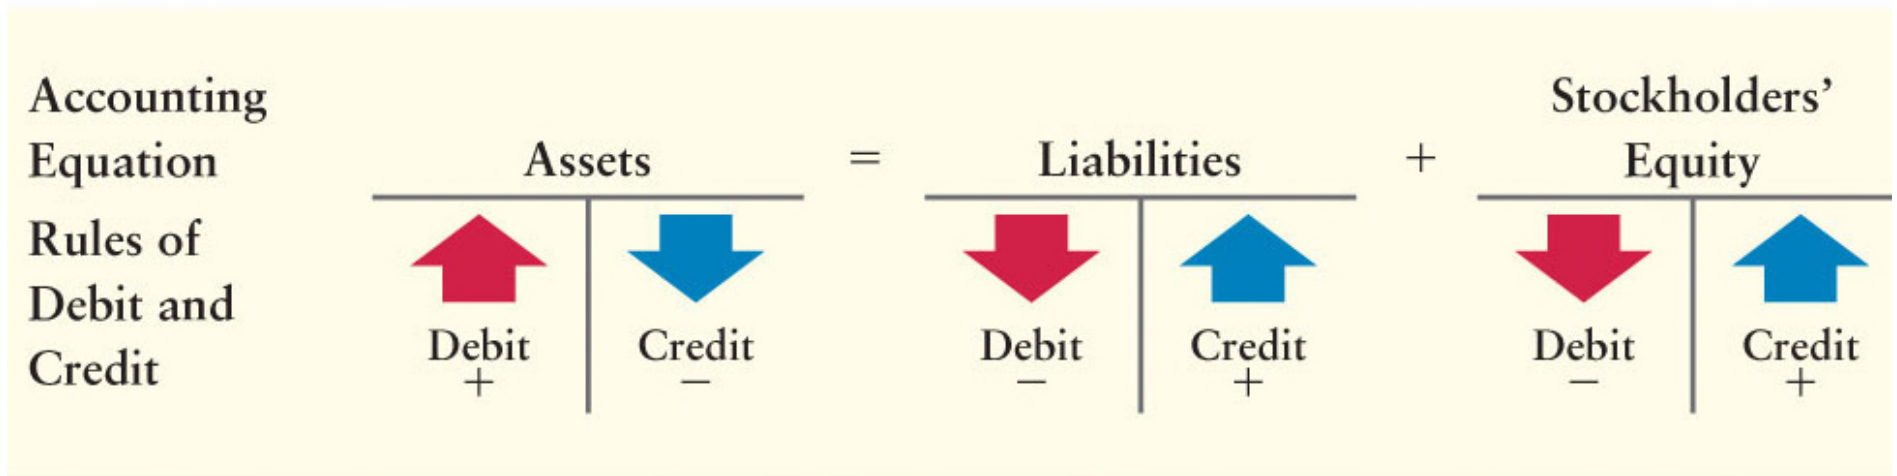 Accounting
Equation
Assets
=
Liabilities
+
Stockholders’
Equity
Rules of
Debit and
Credit
Debit
+
Credit
−
Debit
−
Credit
+
Debit
−
Credit
+